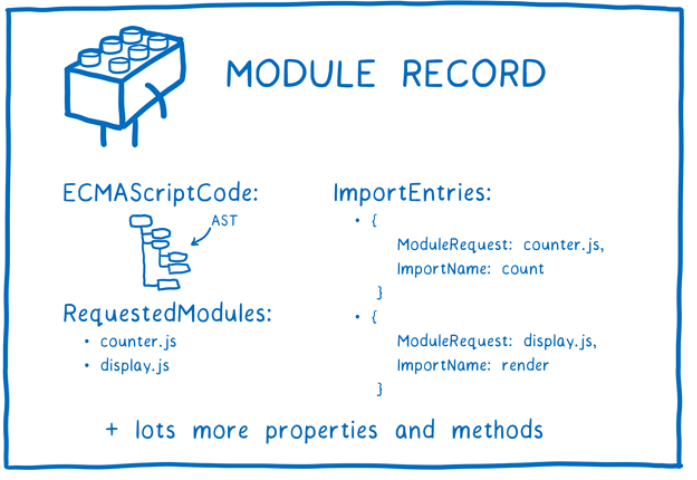 MODULE RECORD
ECMAScriptCode:
AST
RequestedModules:
• counter.js
• display.js
ImportEntries:
• {
ModuleRequest: counter.js,
ImportName: count
}
• {
ModuleRequest: display.js,
ImportName: render
}
+ lots more properties and methods